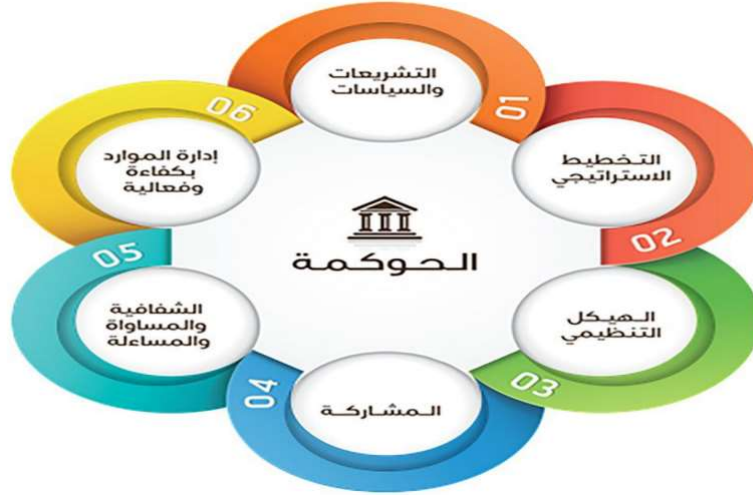 الحوكمة
01
التشريعات
والسياسات
02
التخطيط
الاستراتيجي
03
الهيكل
التنظيمي
04
المشاركة
05
الشفافية
والمساواة
والمساءلة
06
إدارة الموارد
بكفاءة
وفعالية